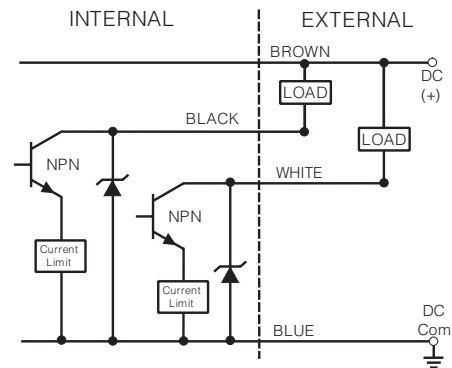 INTERNAL
EXTERNAL
BROWN
DC
(+)
LOAD
BLACK
LOAD
NPN
WHITE
NPN
Current
Limit
Current
Limit
DC
Com
BLUE